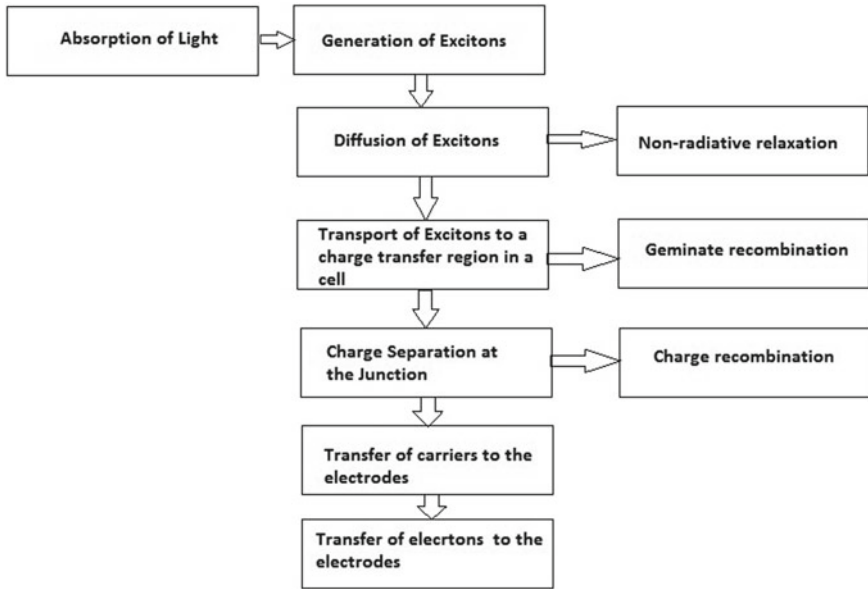 Absorption of Light
Generation of Excitons
Diffusion of Excitons
Non-radiative relaxation
Transport of Excitons to a
charge transfer region in a
cell
Geminate recombination
Charge Separation at
the Junction
Charge recombination
Transfer of carriers to the
electrodes
Transfer of elecrtons to the
electrodes